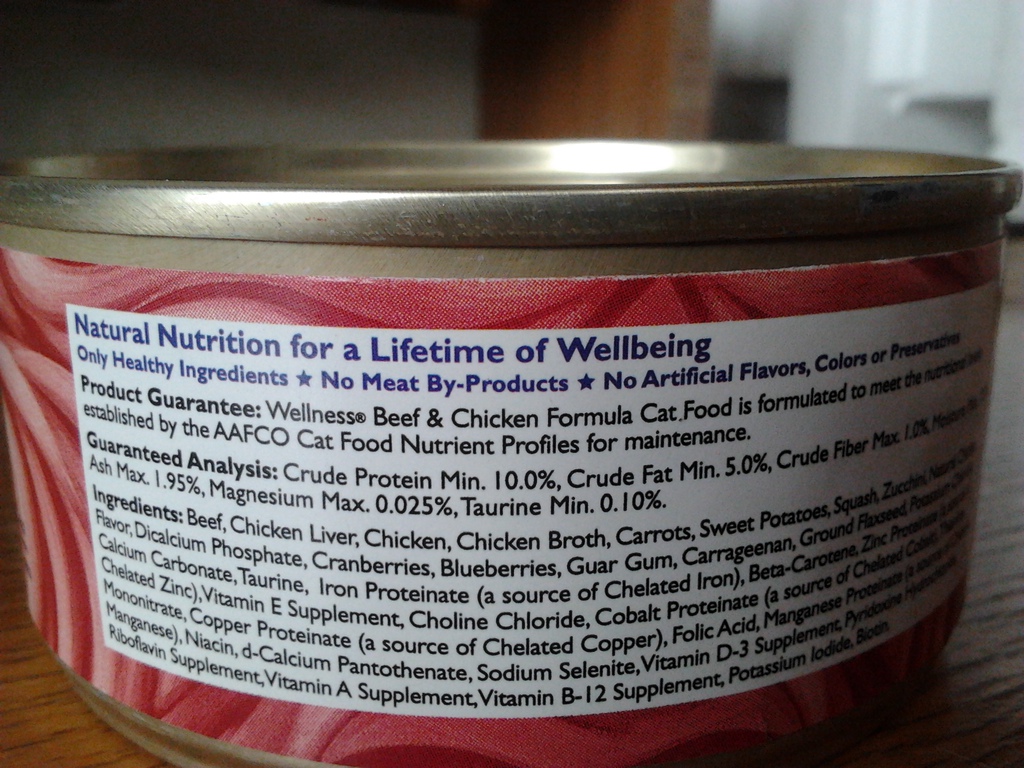 Natural Nutrition for a Lifetime of Wellbeing
Only Healthy Ingredients ★ No Meat By-Products ★ No Artificial Flavors, Colors or Preservatives
Product Guarantee: Wellness® Beef & Chicken Formula Cat Food is formulated to meet the nutritional
established by the AAFCO Cat Food Nutrient Profiles for maintenance.
Guaranteed Analysis: Crude Protein Min. 10.0%, Crude Fat Min. 5.0%, Crude Fiber Max. 1.0%,
Ash Max. 1.95%, Magnesium Max. 0.025%, Taurine Min. 0.10%.
Ingredients: Beef, Chicken Liver, Chicken, Chicken Broth, Carrots, Sweet Potatoes, Squash, Zucchini, Natural
Flavor, Dicalcium Phosphate, Cranberries, Blueberries, Guar Gum, Carrageenan, Ground Flaxseed, Potassium
Calcium Carbonate, Taurine, Iron Proteinate (a source of Chelated Iron), Beta-Carotene, Zinc Proteinate
Chelated Zinc), Vitamin E Supplement, Choline Chloride, Cobalt Proteinate (a source of Chelated Cobalt),
Mononitrate, Copper Proteinate (a source of Chelated Copper), Folic Acid, Manganese Proteinate (a source
Manganese), Niacin, d-Calcium Pantothenate, Sodium Selenite, Vitamin D-3 Supplement, Pyridoxine
Riboflavin Supplement, Vitamin A Supplement, Vitamin B-12 Supplement, Potassium Iodide, Biotin